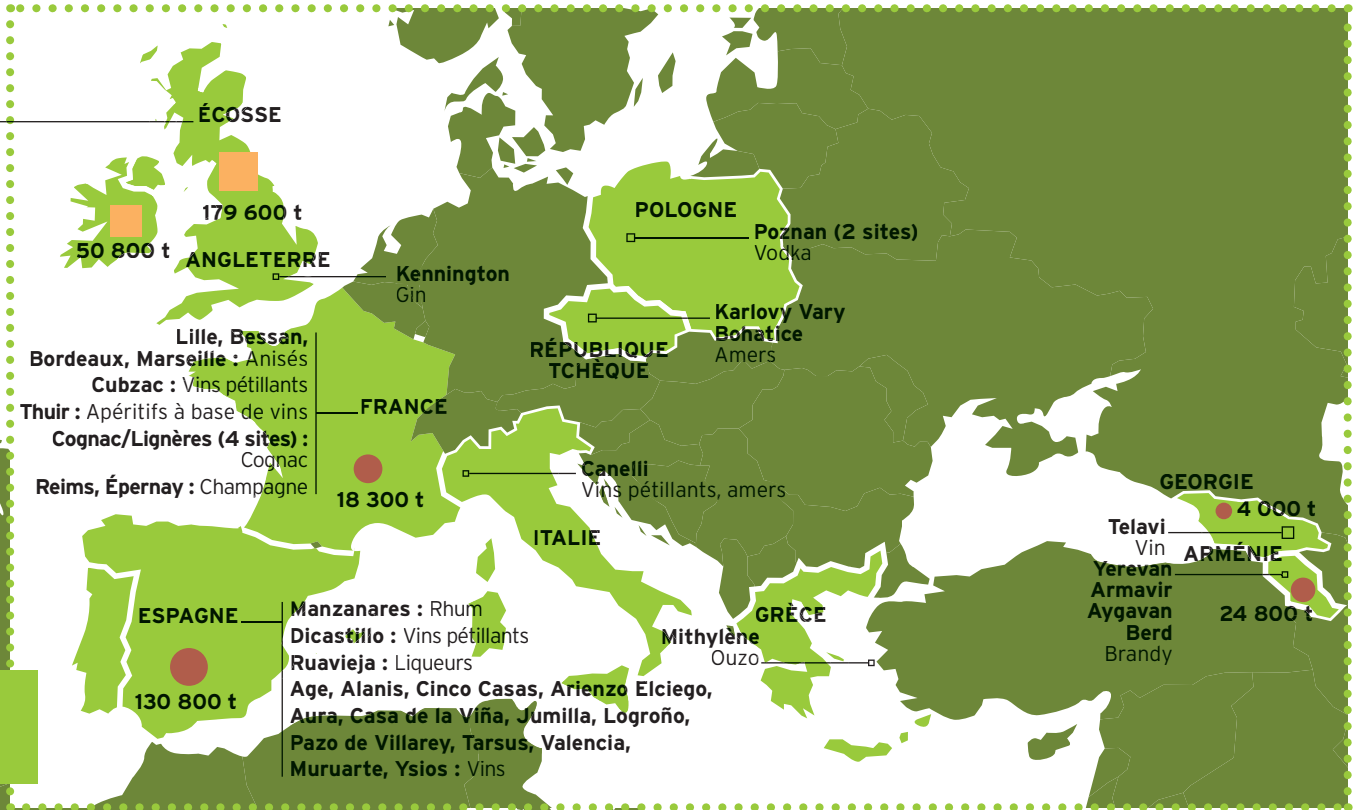 ÉCOSSE
179 600 t
50 800 t
ANGLETERRE
Kennington
Gin
POLOGNE
Poznan (2 sites)
Vodka
Karlovy Vary
Bohatice
Amers
RÉPUBLIQUE
TCHÈQUE
Lille, Bessan,
Bordeaux, Marseille : Anisés
Cubzac : Vins pétillants
Thuir : Apéritifs à base de vins
Cognac/Lignères (4 sites) :
Cognac
Reims, Épernay : Champagne
FRANCE
18 300 t
Canelli
Vins pétillants, amers
ITALIE
GEORGIE
4 000 t
Telavi
Vin
ARMÉNIE
Yerevan
Armavir
Aygavan
Berd
Brandy
24 800 t
GRÈCE
Mithylène
Ouzo
ESPAGNE
130 800 t
Manzanares : Rhum
Dicastillo : Vins pétillants
Ruavieja : Liqueurs
Age, Alanis, Cinco Casas, Arienzo Elciego,
Aura, Casa de la Viña, Jumilla, Logroño,
Pazo de Villarey, Tarsus, Valencia,
Muruarte, Ysios : Vins